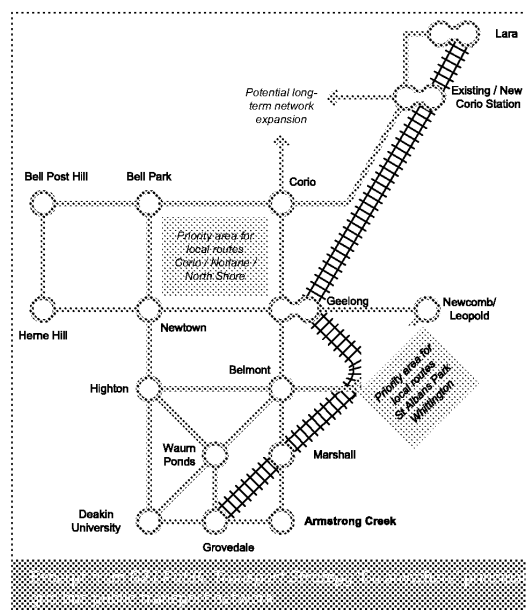 Lara
Existing / New
Corio Station
Potential long-
term network
expansion
Bell Post Hill
Bell Park
Corio
Priority area for
local routes
Corio / Norlane /
North Shore
Geelong
Newcomb/
Leopold
Herne Hill
Newtown
Priority area for
local routes
St Albans Park
Whittington
Belmont
Highton
Waurn
Ponds
Marshall
Deakin
University
Armstrong Creek
Grovedale